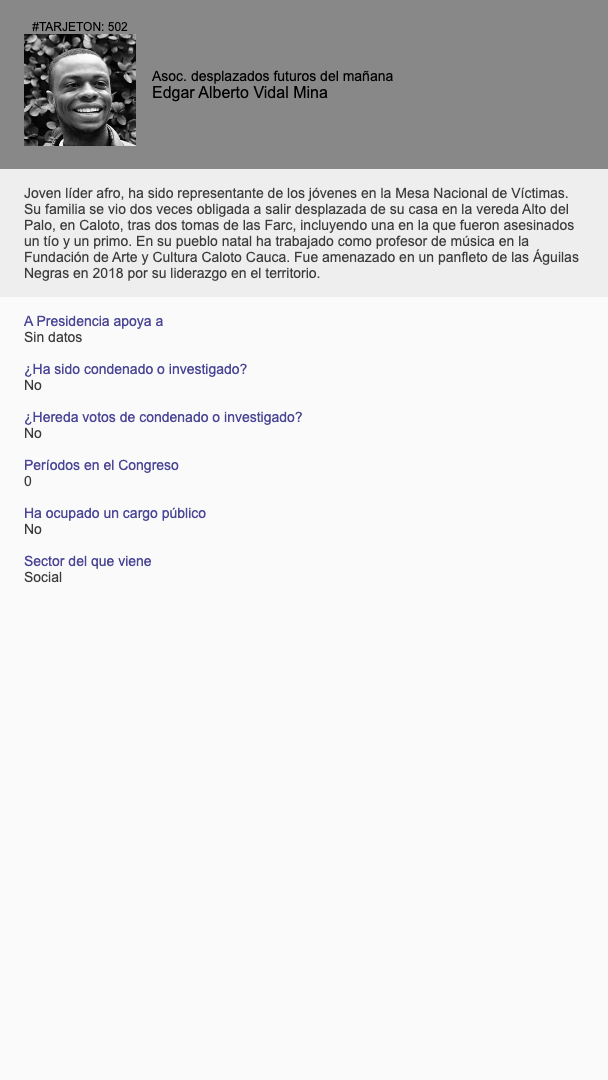 #TARJETON: 502
Asoc. desplazados futuros del mañana
Edgar Alberto Vidal Mina
Joven líder afro, ha sido representante de los jóvenes en la Mesa Nacional de Víctimas.
Su familia se vio dos veces obligada a salir desplazada de su casa en la vereda Alto del
Palo, en Caloto, tras dos tomas de las Farc, incluyendo una en la que fueron asesinados
un tío y un primo. En su pueblo natal ha trabajado como profesor de música en la
Fundación de Arte y Cultura Caloto Cauca. Fue amenazado en un panfleto de las Águilas
Negras en 2018 por su liderazgo en el territorio.
A Presidencia apoya a
Sin datos
¿Ha sido condenado o investigado?
No
¿Hereda votos de condenado o investigado?
No
Períodos en el Congreso
0
Ha ocupado un cargo público
No
Sector del que viene
Social